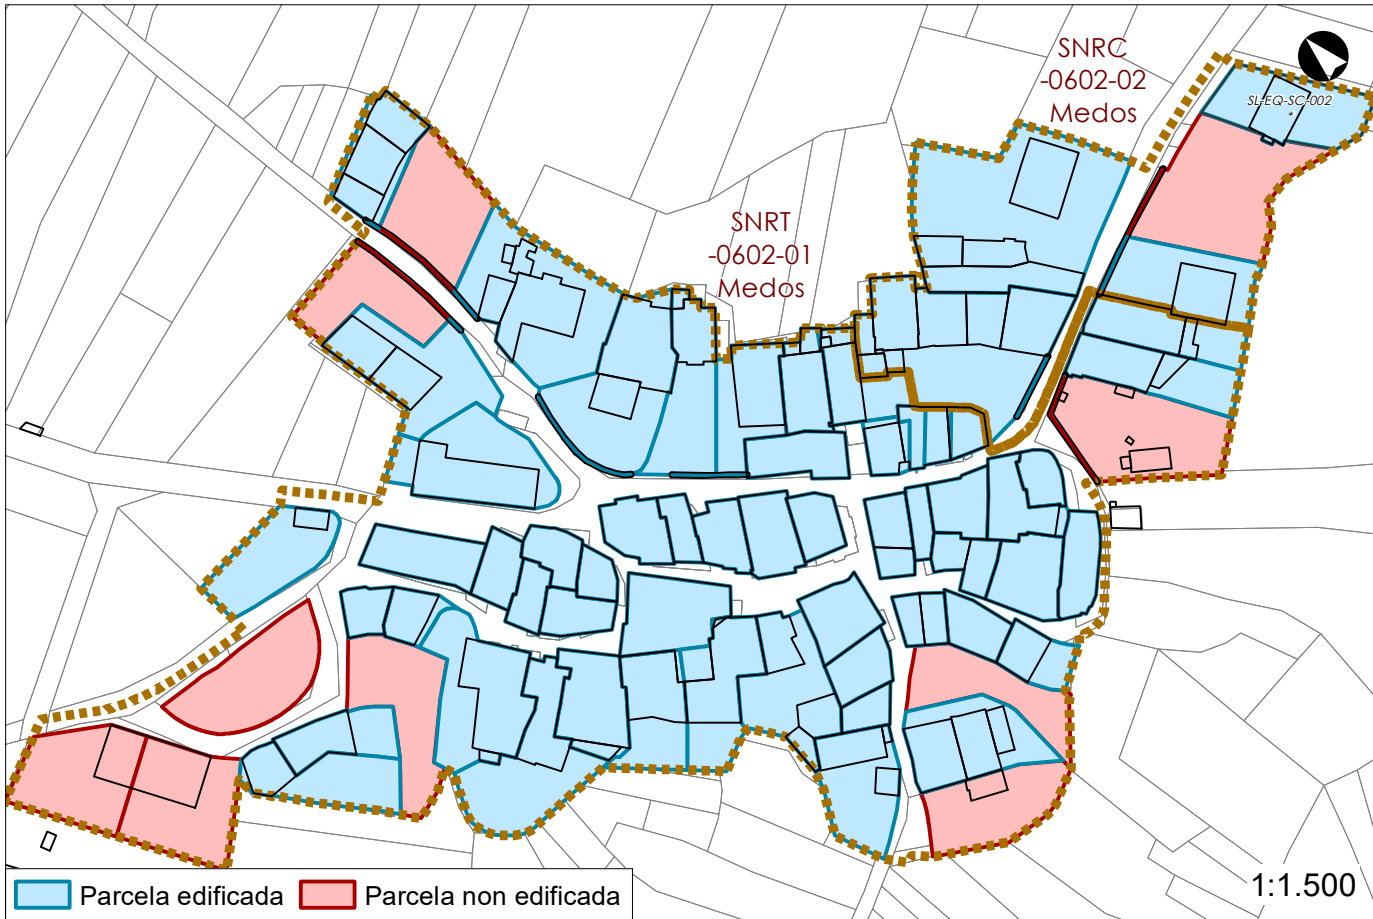 SNRC
-0602-02
Medos
SL-EQ-SC-002
*
SNRT
-0602-01
Medos
Parcela edificada
Parcela non edificada
1:1.500